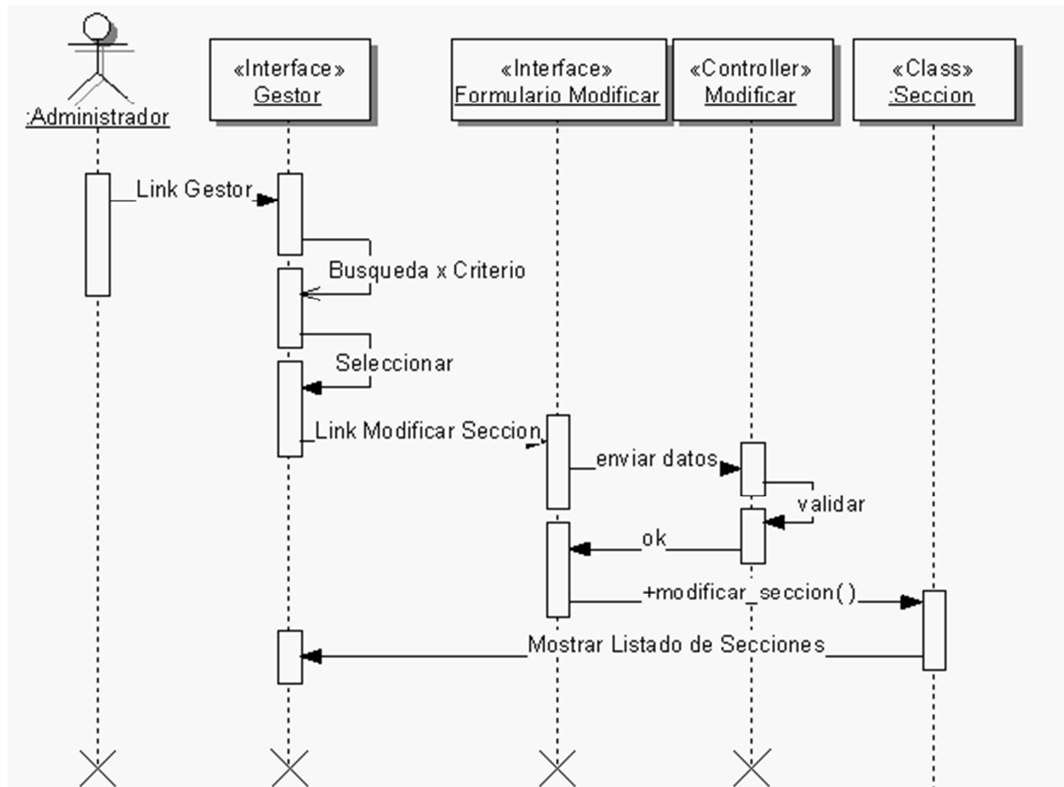 :Administrador
«Interface»
Gestor
«Interface»
Formulario Modificar
«Controller»
Modificar
«Class»
:Seccion
Link Gestor
Busqueda x Criterio
Seleccionar
Link Modificar Seccion
enviar datos
validar
ok
+modificar_seccion()
Mostrar Listado de Secciones